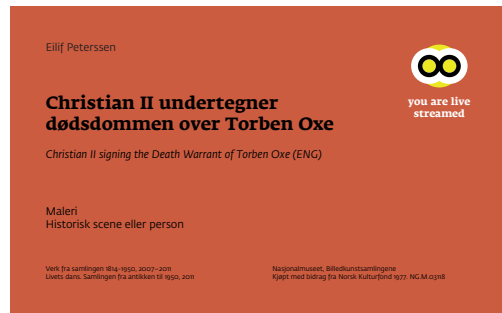 Eilif Peterssen
you are live
streamed
Christian II undertegner
dødsdommen over Torben Oxe
Christian II signing the Death Warrant of Torben Oxe (ENG)
Maleri
Historisk scene eller person
Verk fra samlingen 1814-1950, 2007–2011
Livets dans. Samlingen fra antikken til 1950, 2011
Nasjonalmuseet, Billedkunstsamlingene
Kjøpt med bidrag fra Norsk Kulturfond 1977. NG.M.03118